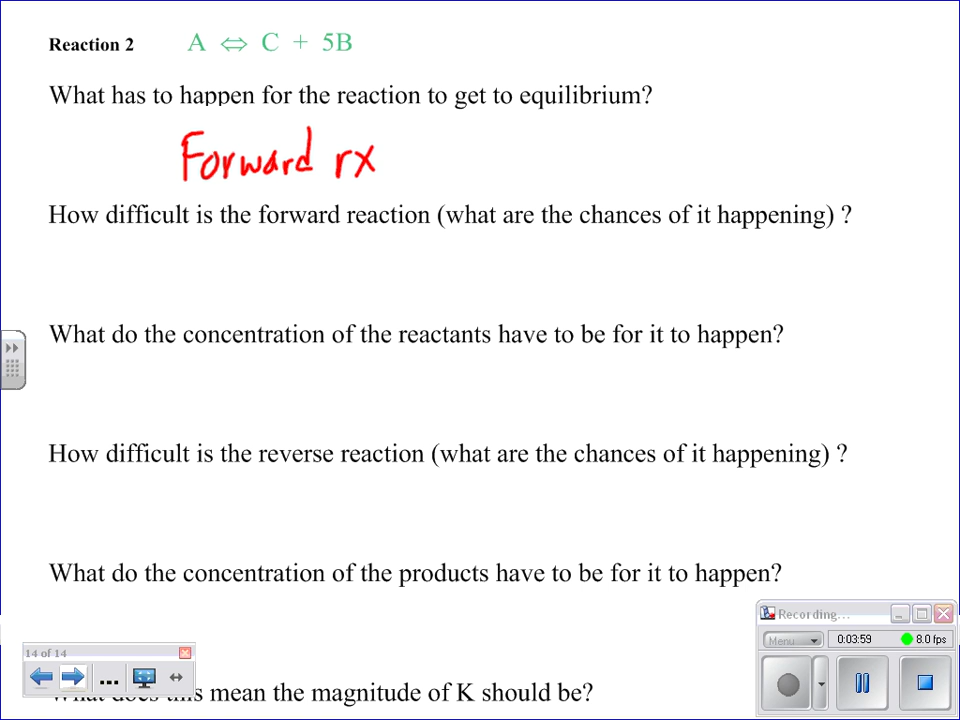 Reaction 2 A ⇔ C + 5B
What has to happen for the reaction to get to equilibrium?
Forward rx
How difficult is the forward reaction (what are the chances of it happening) ?
What do the concentration of the reactants have to be for it to happen?
How difficult is the reverse reaction (what are the chances of it happening) ?
What do the concentration of the products have to be for it to happen?
Recording...
Menu 0:03:59 8.0 fps
14 of 14
...
What does this mean the magnitude of K should be?